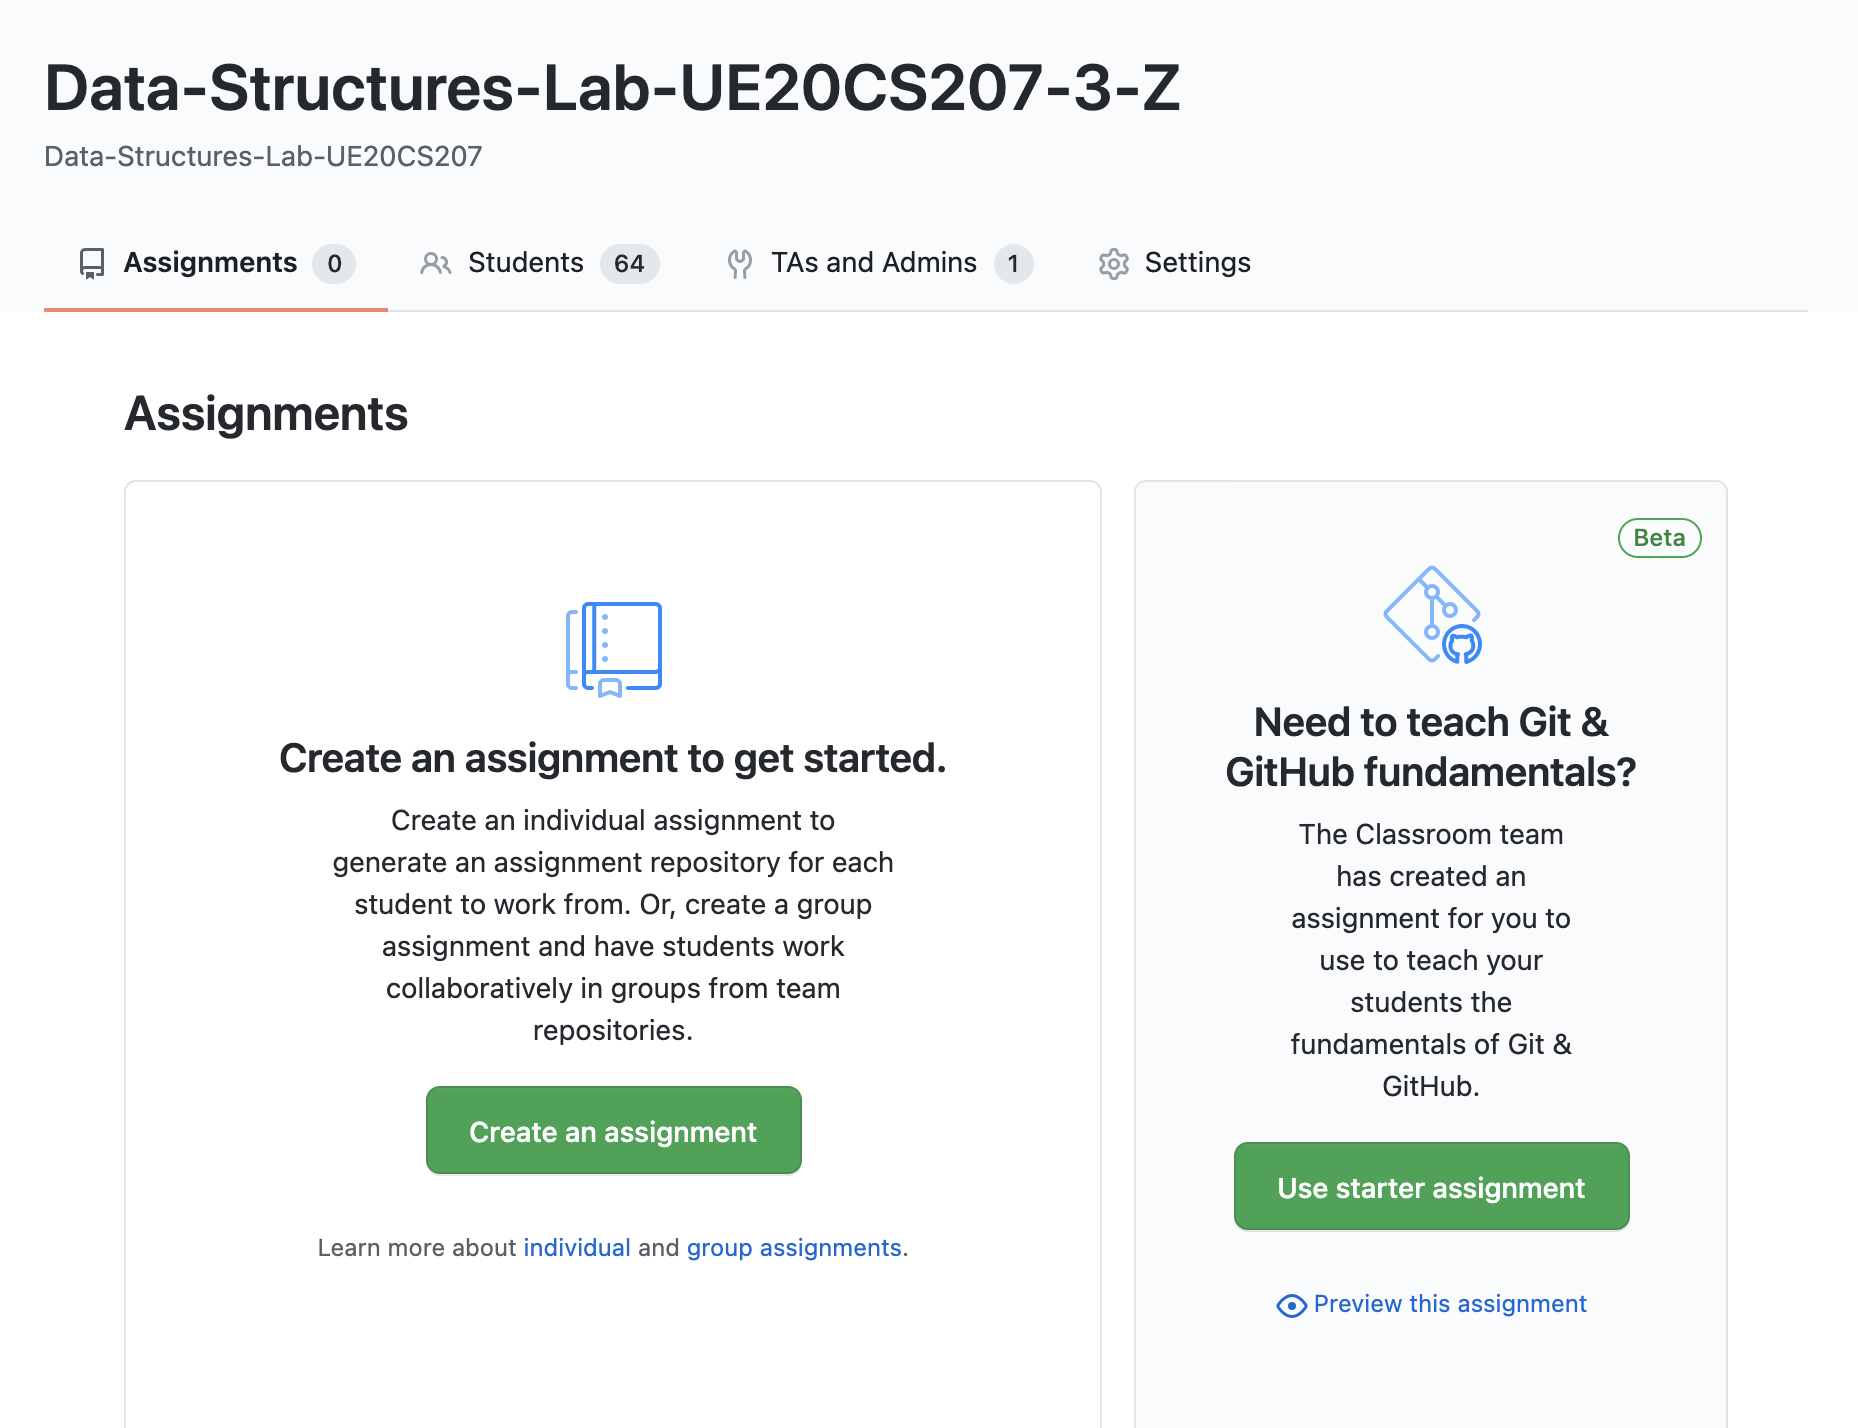 Data-Structures-Lab-UE20CS207-3-Z
Data-Structures-Lab-UE20CS207
Assignments 0 Students 64 TAs and Admins 1 Settings
Assignments
Create an assignment to get started.
Create an individual assignment to
generate an assignment repository for each
student to work from. Or, create a group
assignment and have students work
collaboratively in groups from team
repositories.
Create an assignment
Learn more about individual and group assignments.
Beta
Need to teach Git &
GitHub fundamentals?
The Classroom team
has created an
assignment for you to
use to teach your
students the
fundamentals of Git &
GitHub.
Use starter assignment
Preview this assignment